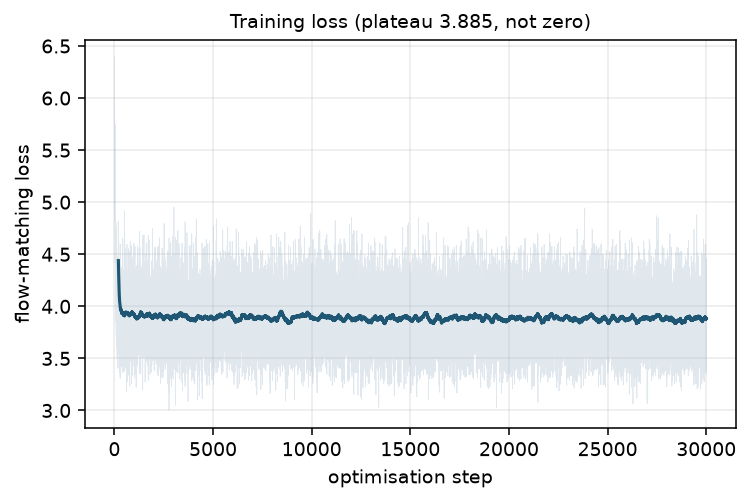 Training loss (plateau 3.885, not zero)
6.5
6.0
5.5
5.0
4.5
4.0
3.5
3.0
flow-matching loss
0 5000 10000 15000 20000 25000 30000
optimisation step